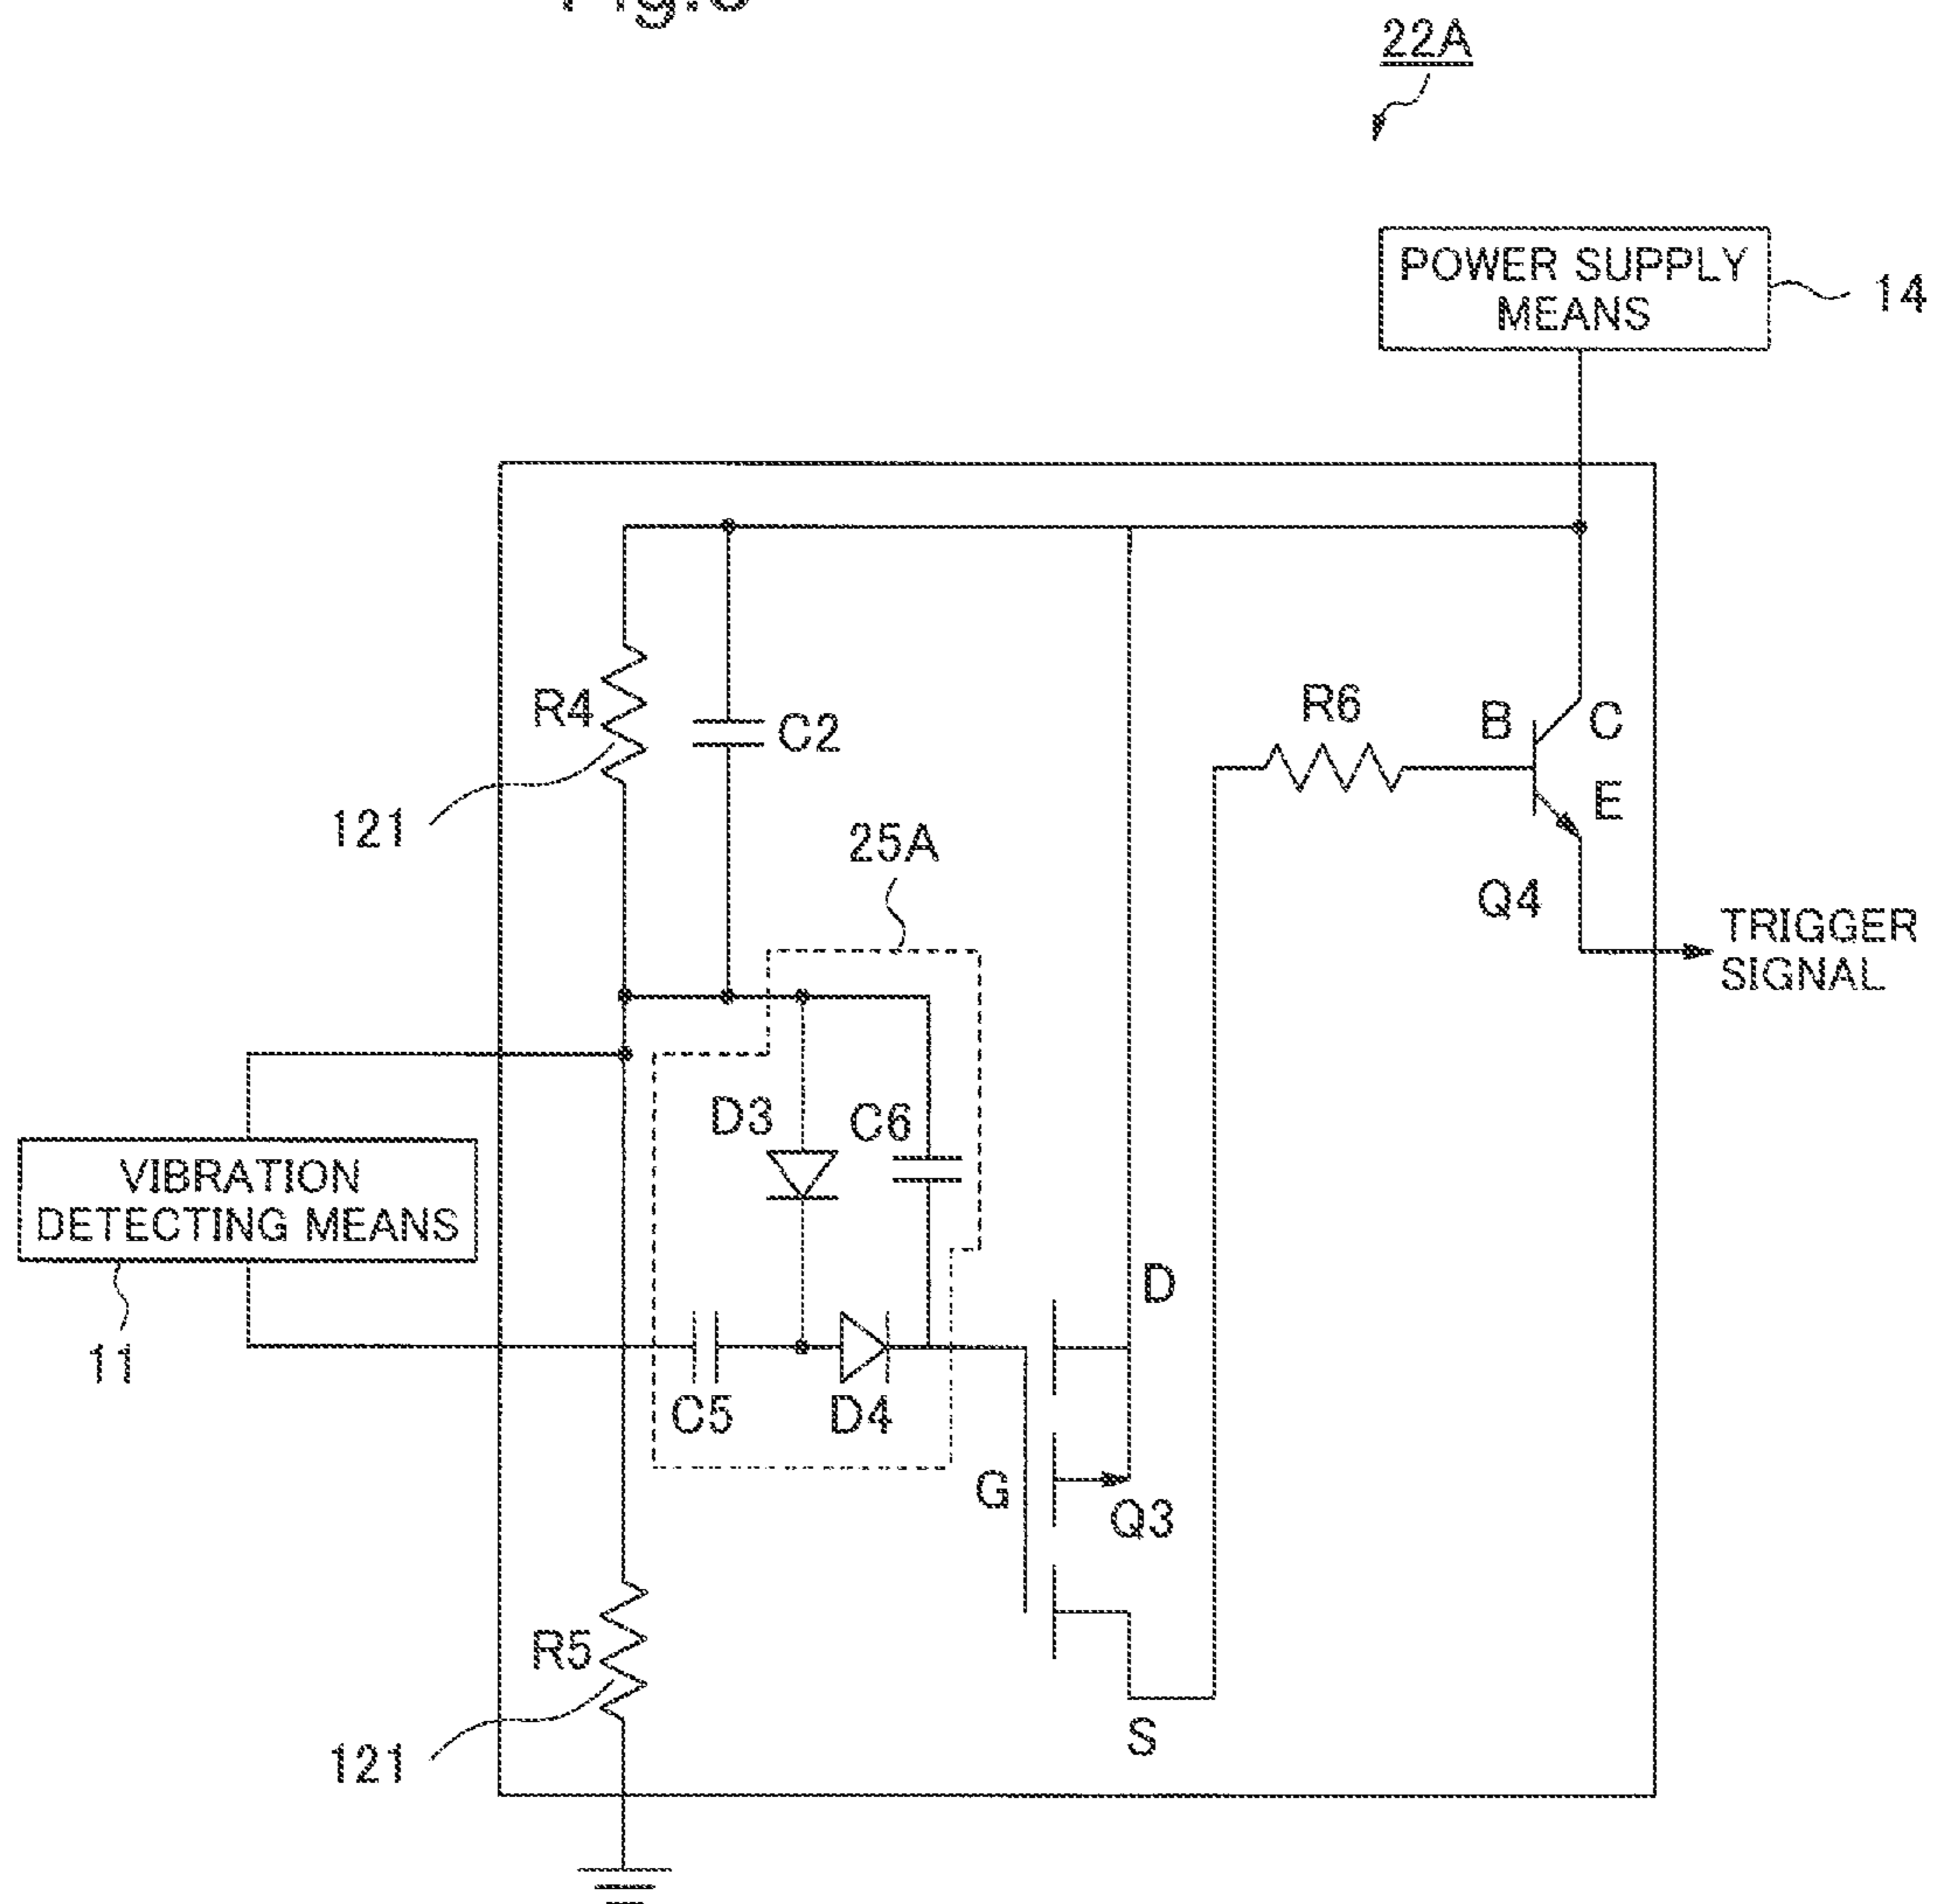 22A
POWER SUPPLY
MEANS
14
R4
C2
R6
B
C
E
121
25A
Q4
TRIGGER
SIGNAL
D3
C6
VIBRATION
DETECTING MEANS
D
11
C5
D4
G
Q3
R5
S
121